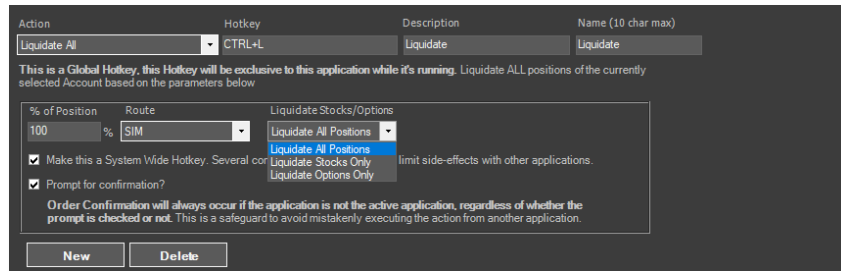 Action Hotkey Description Name (10 char max)
Liquidate All CTRL+L Liquidate Liquidate
This is a Global Hotkey, this Hotkey will be exclusive to this application while it's running. Liquidate ALL positions of the currently
selected Account based on the parameters below
% of Position Route Liquidate Stocks/Options
100 % SIM Liquidate All Positions
Liquidate All Positions
Make this a System Wide Hotkey. Several cor limit side-effects with other applications.
Liquidate Stocks Only
Liquidate Options Only
Prompt for confirmation?
Order Confirmation will always occur if the application is not the active application, regardless of whether the
prompt is checked or not. This is a safeguard to avoid mistakenly executing the action from another application.
New Delete